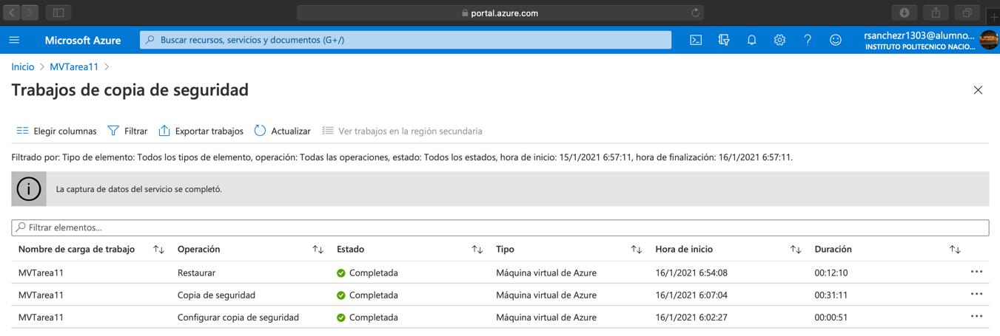 portal.azure.com
Microsoft Azure
Buscar recursos, servicios y documentos (G+/)
rsanchezr1303@alumno...
INSTITUTO POLITECNICO NACIO...
Inicio > MVTarea11 >
Trabajos de copia de seguridad
Elegir columnas Filtrar Exportar trabajos Actualizar Ver trabajos en la región secundaria
Filtrado por: Tipo de elemento: Todos los tipos de elemento, operación: Todas las operaciones, estado: Todos los estados, hora de inicio: 15/1/2021 6:57:11, hora de finalización: 16/1/2021 6:57:11.
La captura de datos del servicio se completó.
Filtrar elementos...
Nombre de carga de trabajo Operación Estado Tipo Hora de inicio Duración
MVTarea11 Restaurar Completada Máquina virtual de Azure 16/1/2021 6:54:08 00:12:10
MVTarea11 Copia de seguridad Completada Máquina virtual de Azure 16/1/2021 6:07:04 00:31:11
MVTarea11 Configurar copia de seguridad Completada Máquina virtual de Azure 16/1/2021 6:02:27 00:00:51